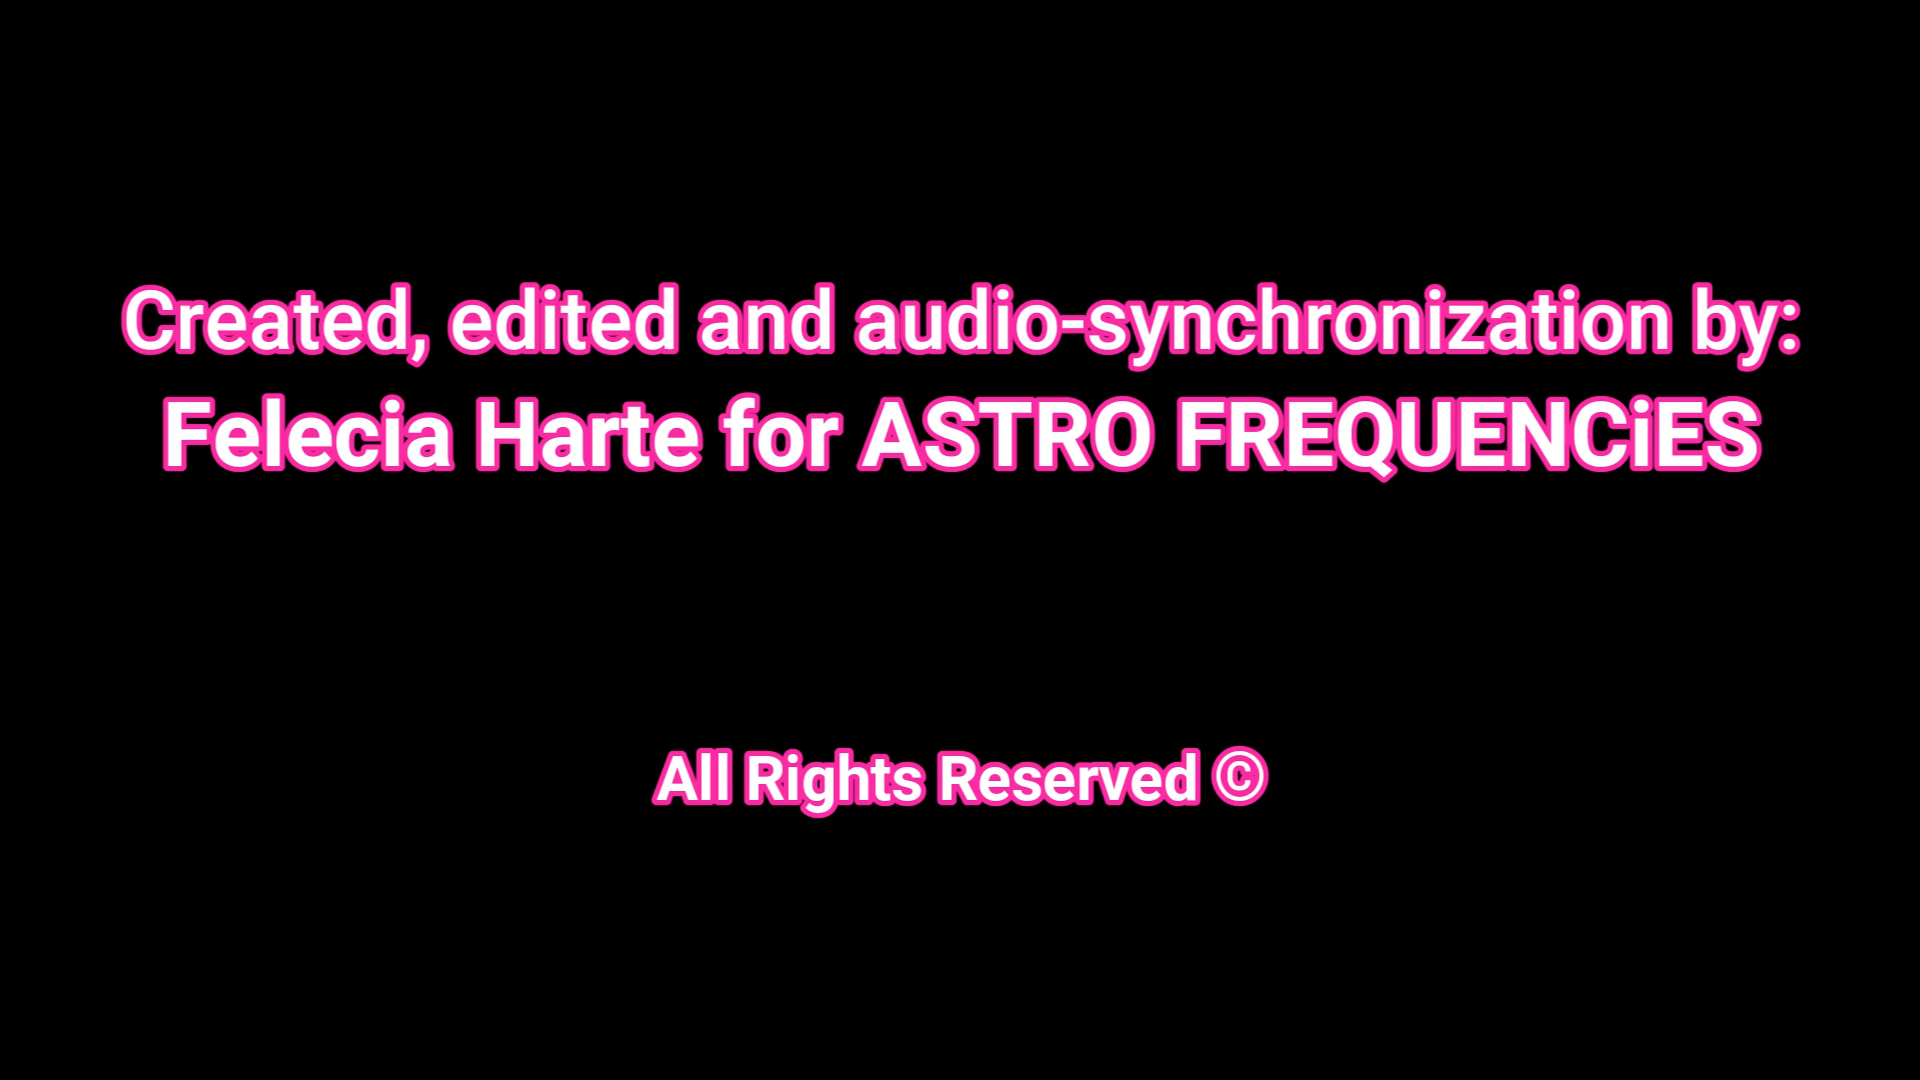 Created, edited and audio-synchronization by:
Felecia Harte for ASTRO FREQUENCiES
All Rights Reserved ©